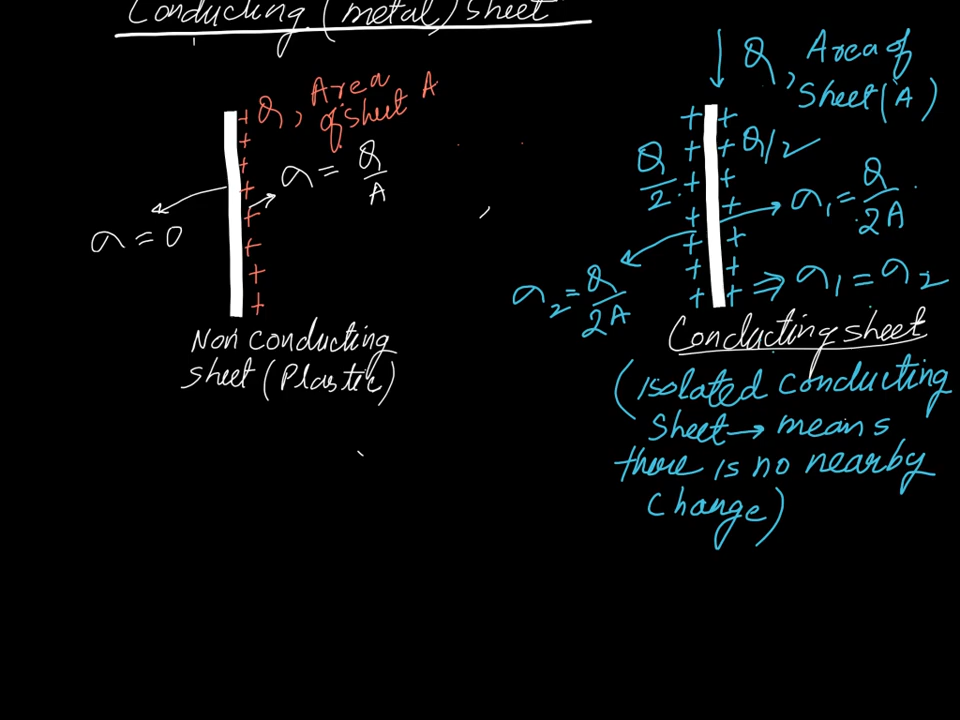 Conducting (metal) Sheet
+ Q, Area of sheet A
σ = Q/A
σ = 0
Non conducting
sheet (Plastic)
Q, Area of
Sheet (A)
Q/2
Q/2
σ₁ = Q/2A
σ₂ = Q/2A
⇒ σ₁ = σ₂
Conducting sheet
(isolated conducting
Sheet → means
there is no nearby
change)